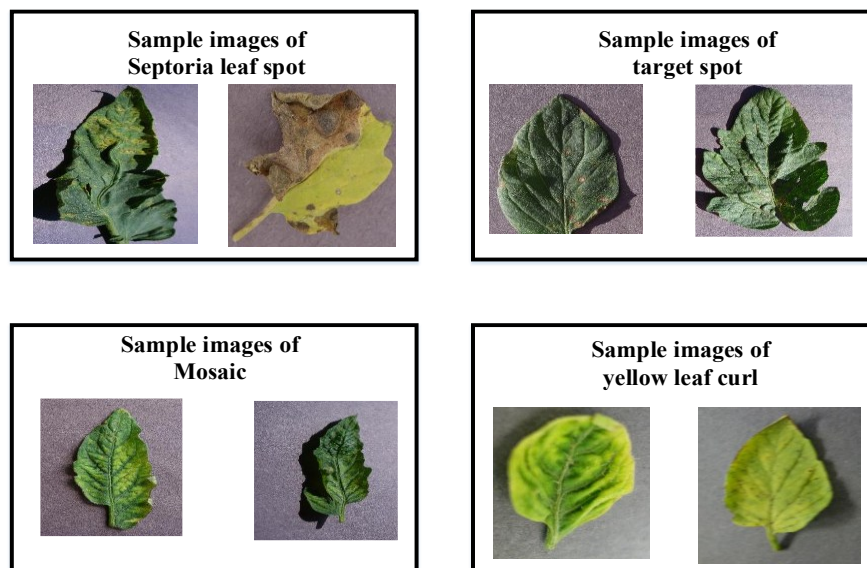 Sample images of
Septoria leaf spot
Sample images of
target spot
Sample images of
Mosaic
Sample images of
yellow leaf curl